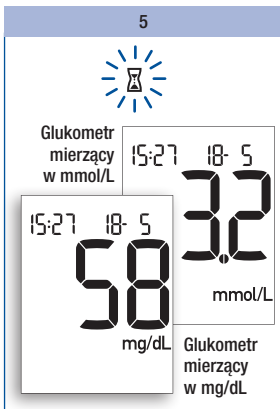 5
Glukometr
mierzący
w mmol/L
15:27 18- 5
3.2
mmol/L
15:27 18- 5
58
mg/dL
Glukometr
mierzący
w mg/dL